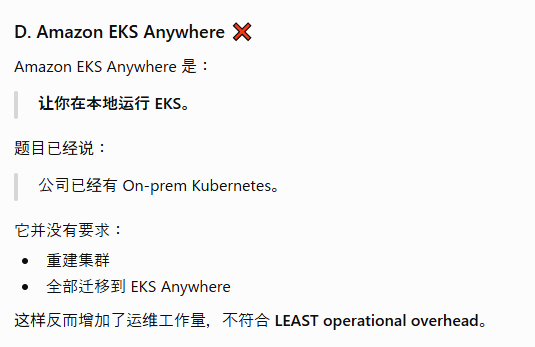 D. Amazon EKS Anywhere ❌
Amazon EKS Anywhere 是：
让你在本地运行 EKS。
题目已经说：
公司已经有 On-prem Kubernetes。
它并没有要求：
• 重建集群
• 全部迁移到 EKS Anywhere
这样反而增加了运维工作量，不符合 LEAST operational overhead。